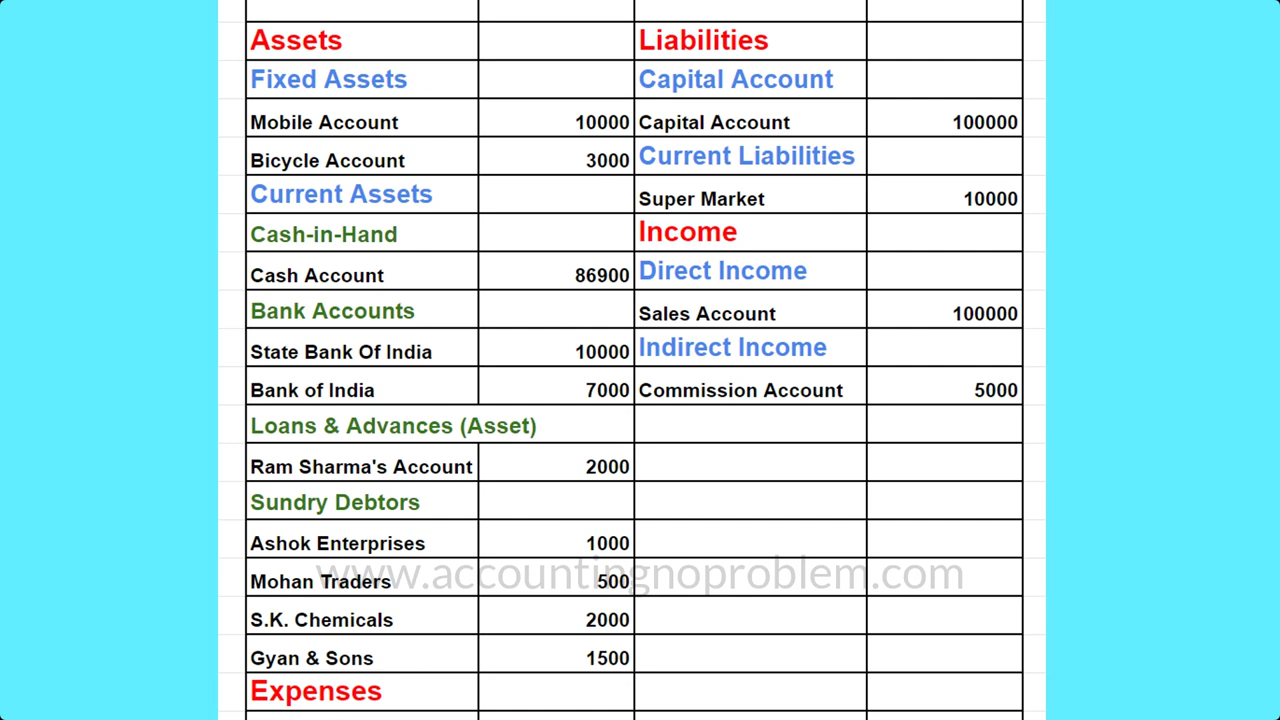 Assets Liabilities
Fixed Assets Capital Account
Mobile Account 10000 Capital Account 100000
Bicycle Account 3000 Current Liabilities
Current Assets Super Market 10000
Cash-in-Hand Income
Cash Account 86900 Direct Income
Bank Accounts Sales Account 100000
State Bank Of India 10000 Indirect Income
Bank of India 7000 Commission Account 5000
Loans & Advances (Asset)
Ram Sharma's Account 2000
Sundry Debtors
Ashok Enterprises 1000
Mohan Traders 500
www.accountingnoproblem.com
S.K. Chemicals 2000
Gyan & Sons 1500
Expenses